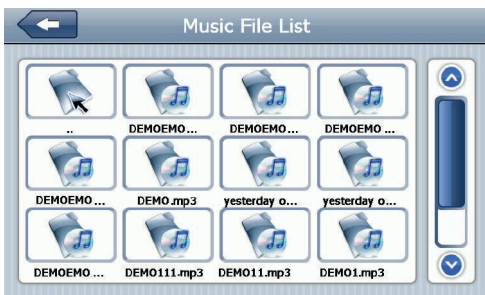 Music File List
..
DEMOEMO ...
DEMOEMO ...
DEMOEMO ...
DEMOEMO ...
DEMO.mp3
yesterday o...
yesterday o...
DEMOEMO ...
DEMO111.mp3
DEMO11.mp3
DEMO1.mp3